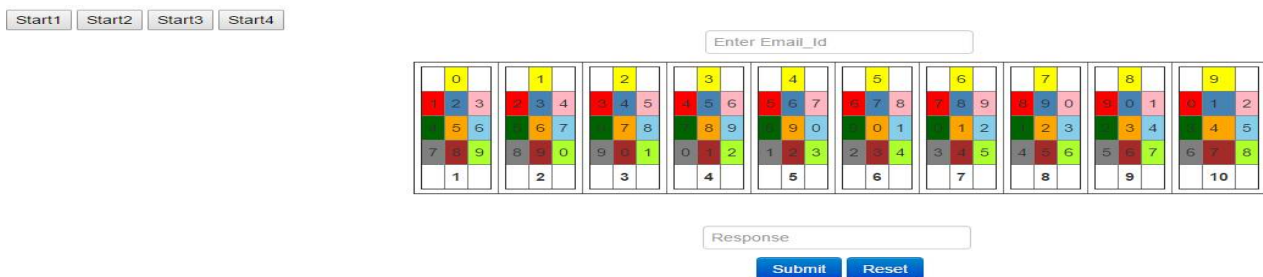 Start1 Start2 Start3 Start4
Enter Email_Id
0 1 2 3 4 5 6 7 8 9
1 2 3 2 3 4 3 4 5 4 5 6 5 6 7 6 7 8 7 8 9 8 9 0 9 0 1 0 1 2
5 6 6 7 7 8 8 9 9 0 0 1 1 2 2 3 3 4 4 5
7 8 9 8 9 0 9 0 1 0 1 2 1 2 3 2 3 4 3 4 5 4 5 6 5 6 7 6 7 8
1 2 3 4 5 6 7 8 9 10
Response
Submit Reset